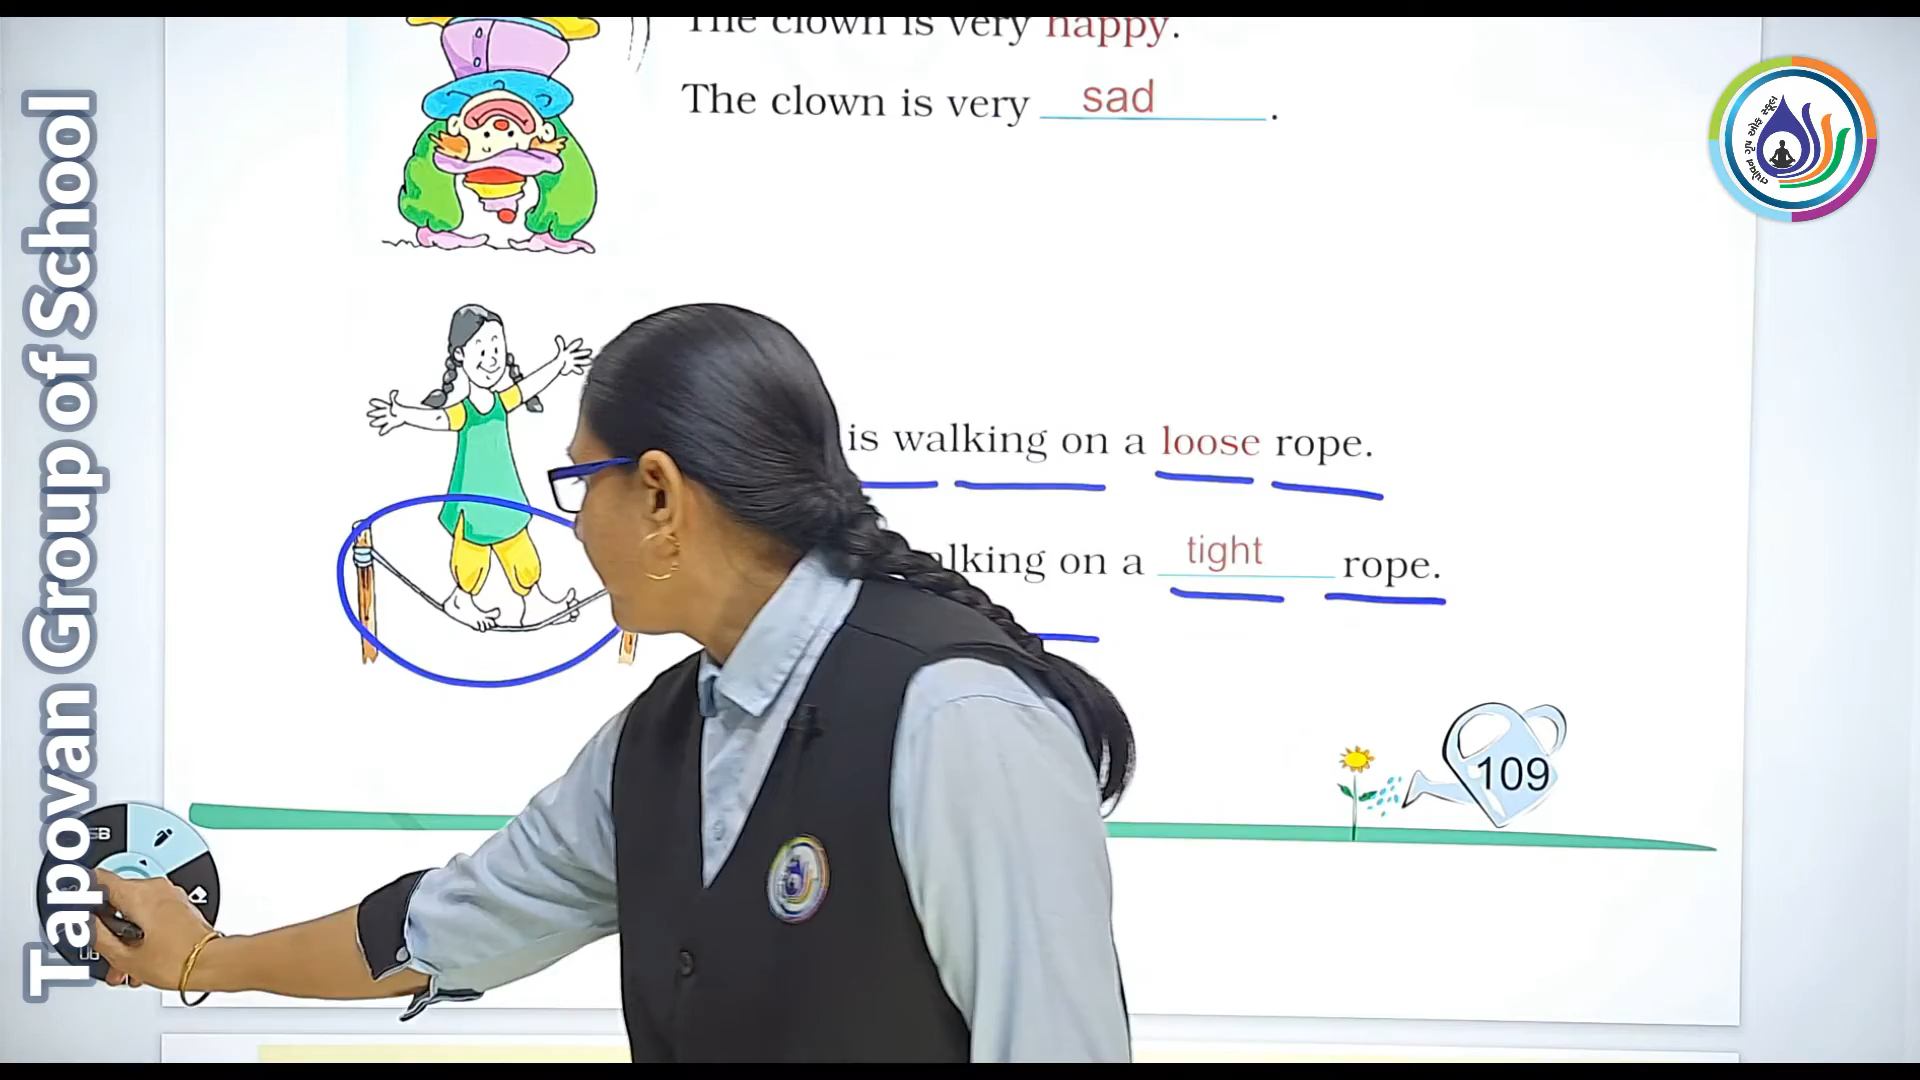 The clown is very happy.
The clown is very sad.
is walking on a loose rope.
walking on a tight rope.
109
Tapovan Group of School